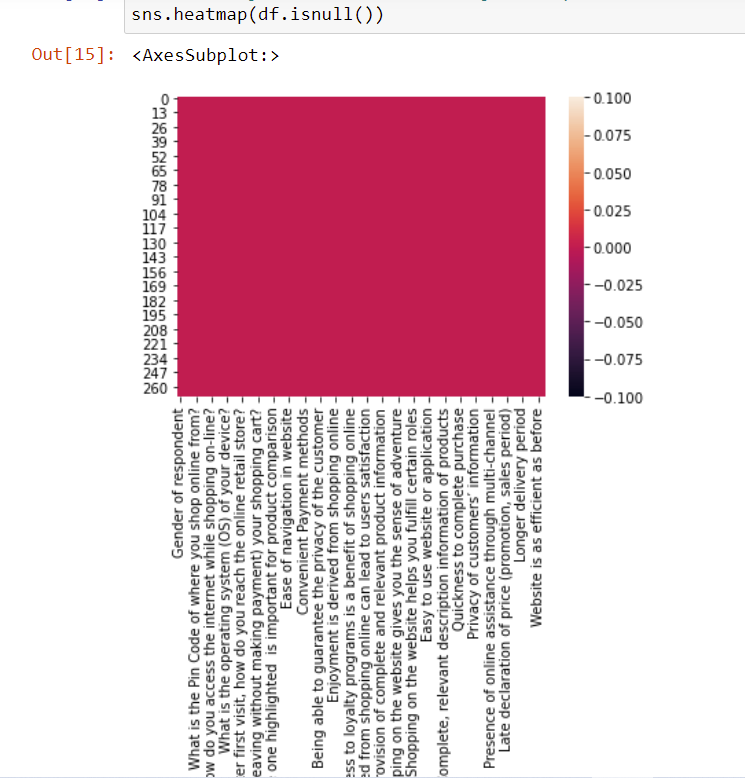 sns.heatmap(df.isnull())
Out[15]: <AxesSubplot:>
0
13
26
39
52
65
78
91
104
117
130
143
156
169
182
195
208
221
234
247
260
0.100
0.075
0.050
0.025
0.000
−0.025
−0.050
−0.075
−0.100
Gender of respondent
What is the Pin Code of where you shop online from?
do you access the internet while shopping on-line?
What is the operating system (OS) of your device?
first visit, how do you reach the online retail store?
without making payment) your shopping cart?
one highlighted is important for product comparison
Ease of navigation in website
Convenient Payment methods
Being able to guarantee the privacy of the customer
Enjoyment is derived from shopping online
to loyalty programs is a benefit of shopping online
from shopping online can lead to users satisfaction
of complete and relevant product information
on the website gives you the sense of adventure
Shopping on the website helps you fulfill certain roles
Easy to use website or application
relevant description information of products
Quickness to complete purchase
Privacy of customers’ information
Presence of online assistance through multi-channel
Late declaration of price (promotion, sales period)
Longer delivery period
Website is as efficient as before